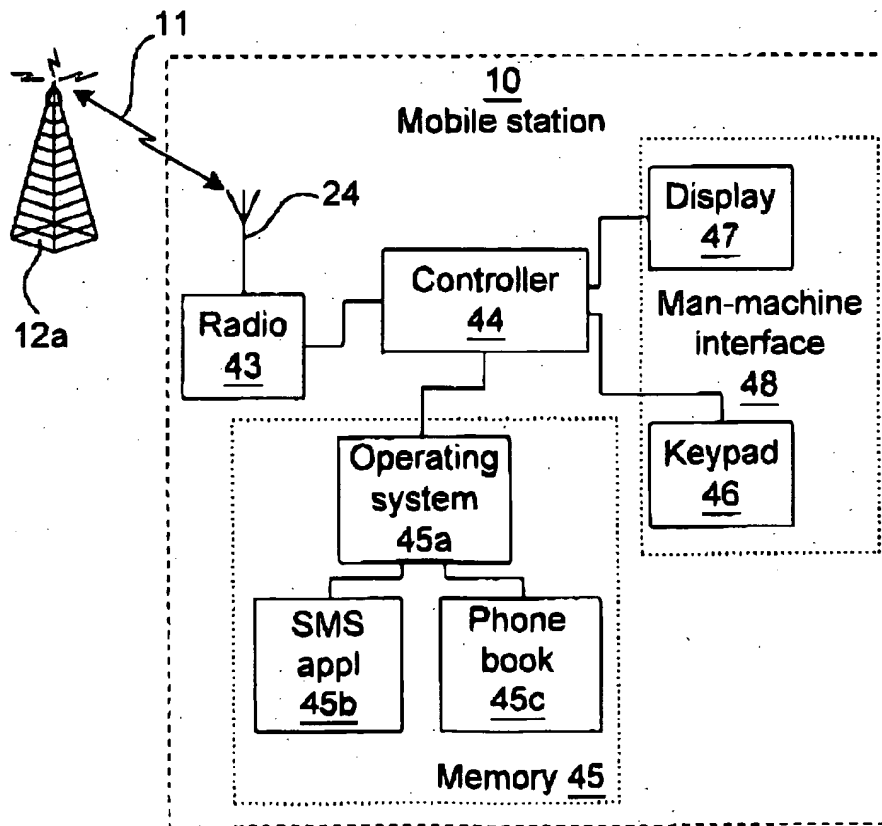 11
10
Mobile station
24
12a
Radio
43
Controller
44
Display
47
Man-machine
interface
48
Keypad
46
Operating
system
45a
SMS
appl
45b
Phone
book
45c
Memory 45